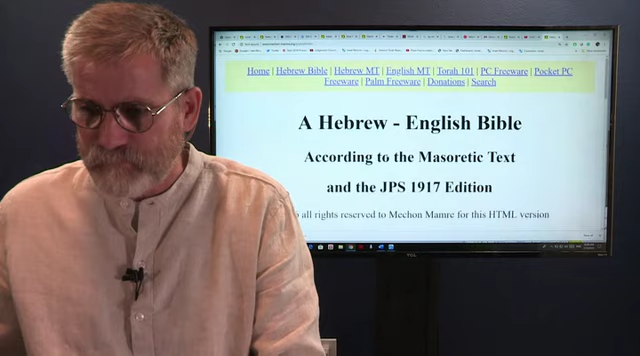 Home | Hebrew Bible | Hebrew MT | English MT | Torah 101 | PC Freeware | Pocket PC
Freeware | Palm Freeware | Donations | Search
A Hebrew - English Bible
According to the Masoretic Text
and the JPS 1917 Edition
all rights reserved to Mechon Mamre for this HTML version
TCL